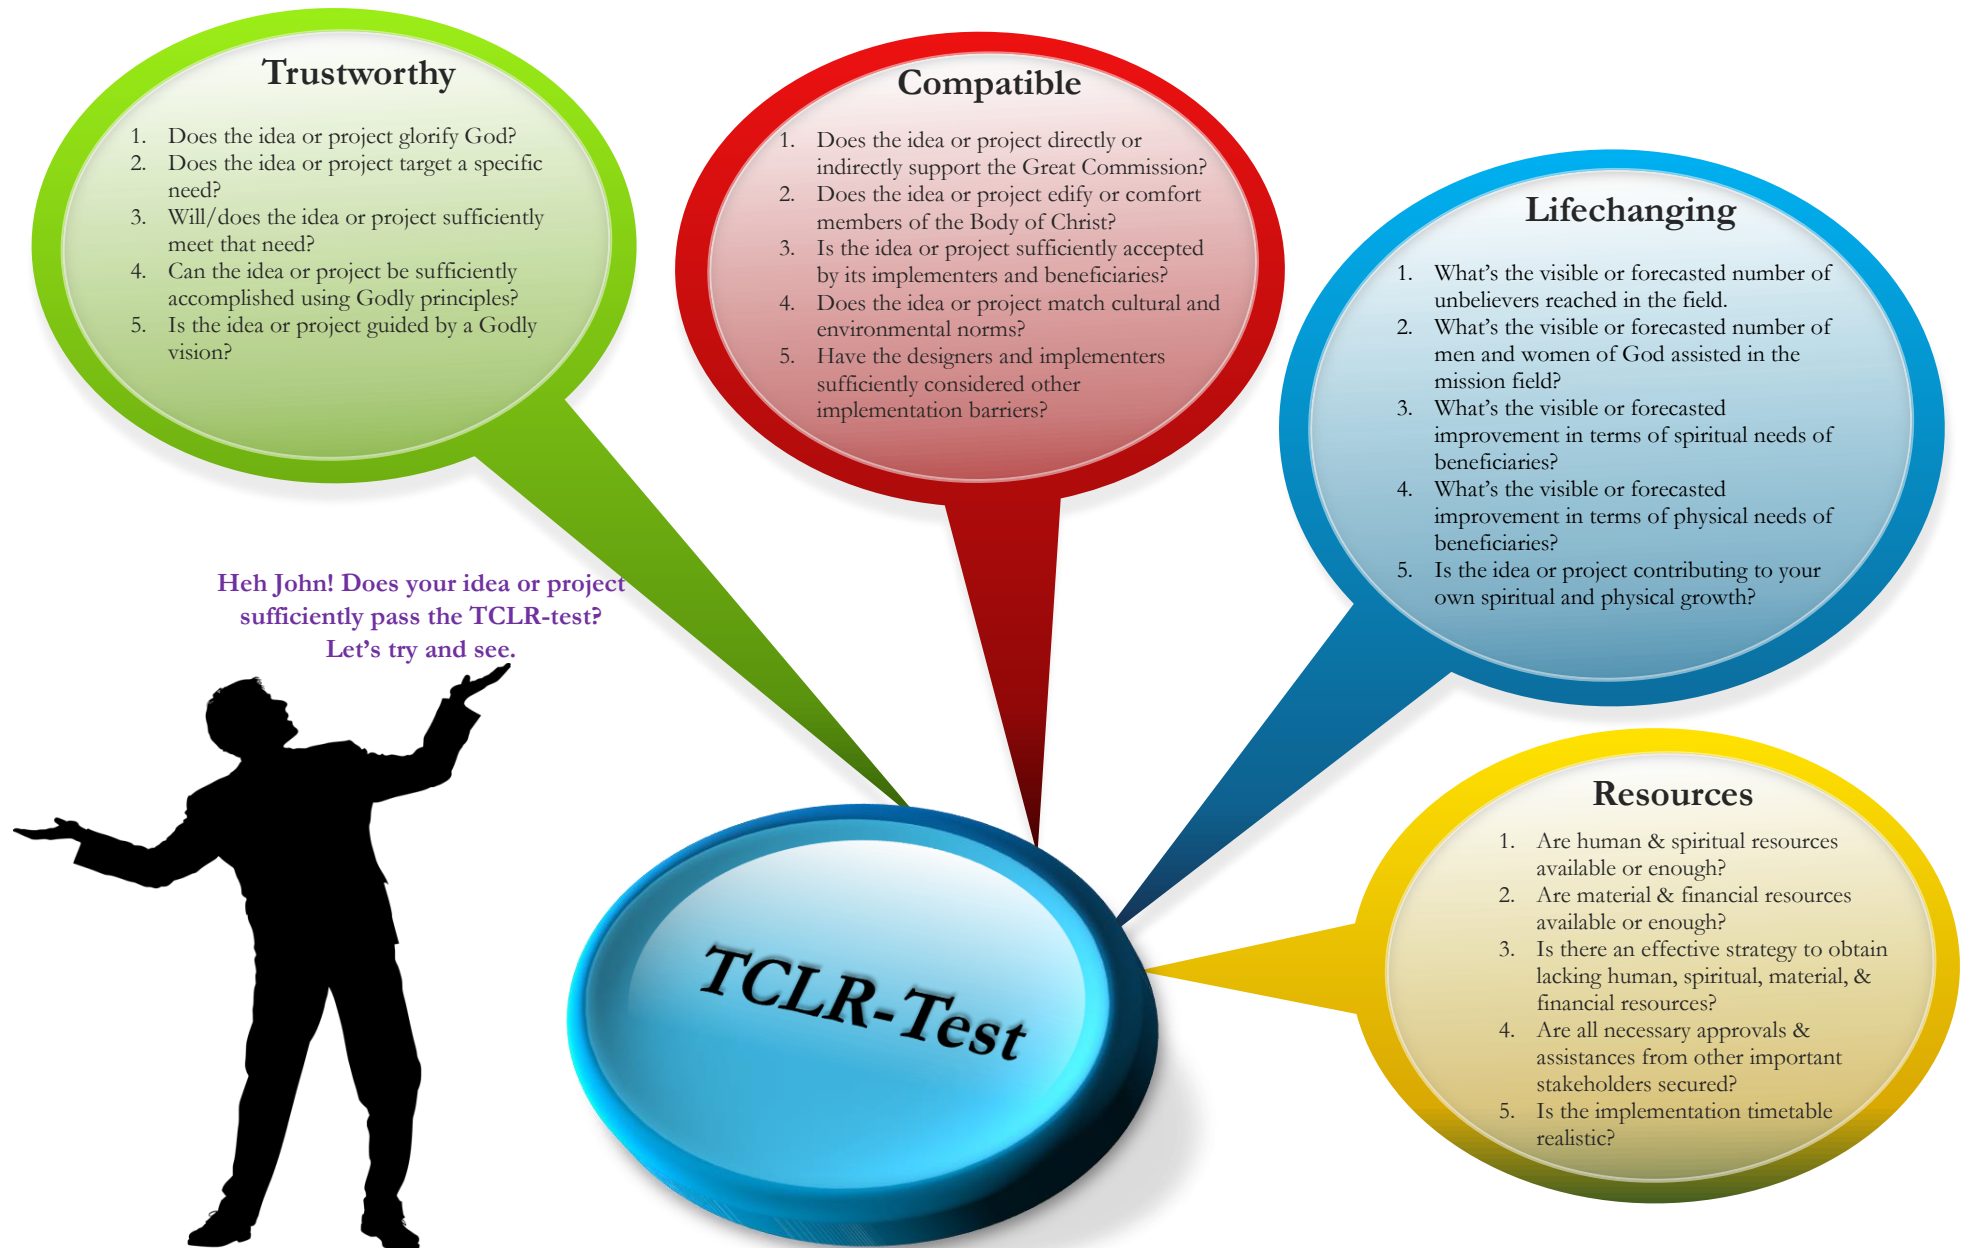 Trustworthy
1. Does the idea or project glorify God?
2. Does the idea or project target a specific
need?
3. Will/does the idea or project sufficiently
meet that need?
4. Can the idea or project be sufficiently
accomplished using Godly principles?
5. Is the idea or project guided by a Godly
vision?
Compatible
1. Does the idea or project directly or
indirectly support the Great Commission?
2. Does the idea or project edify or comfort
members of the Body of Christ?
3. Is the idea or project sufficiently accepted
by its implementers and beneficiaries?
4. Does the idea or project match cultural and
environmental norms?
5. Have the designers and implementers
sufficiently considered other
implementation barriers?
Lifechanging
1. What's the visible or forecasted number of
unbelievers reached in the field.
2. What's the visible or forecasted number of
men and women of God assisted in the
mission field?
3. What's the visible or forecasted
improvement in terms of spiritual needs of
beneficiaries?
4. What's the visible or forecasted
improvement in terms of physical needs of
beneficiaries?
5. Is the idea or project contributing to your
own spiritual and physical growth?
Resources
1. Are human & spiritual resources
available or enough?
2. Are material & financial resources
available or enough?
3. Is there an effective strategy to obtain
lacking human, spiritual, material, &
financial resources?
4. Are all necessary approvals &
assistances from other important
stakeholders secured?
5. Is the implementation timetable
realistic?
Heh John! Does your idea or project
sufficiently pass the TCLR-test?
Let's try and see.
TCLR-Test